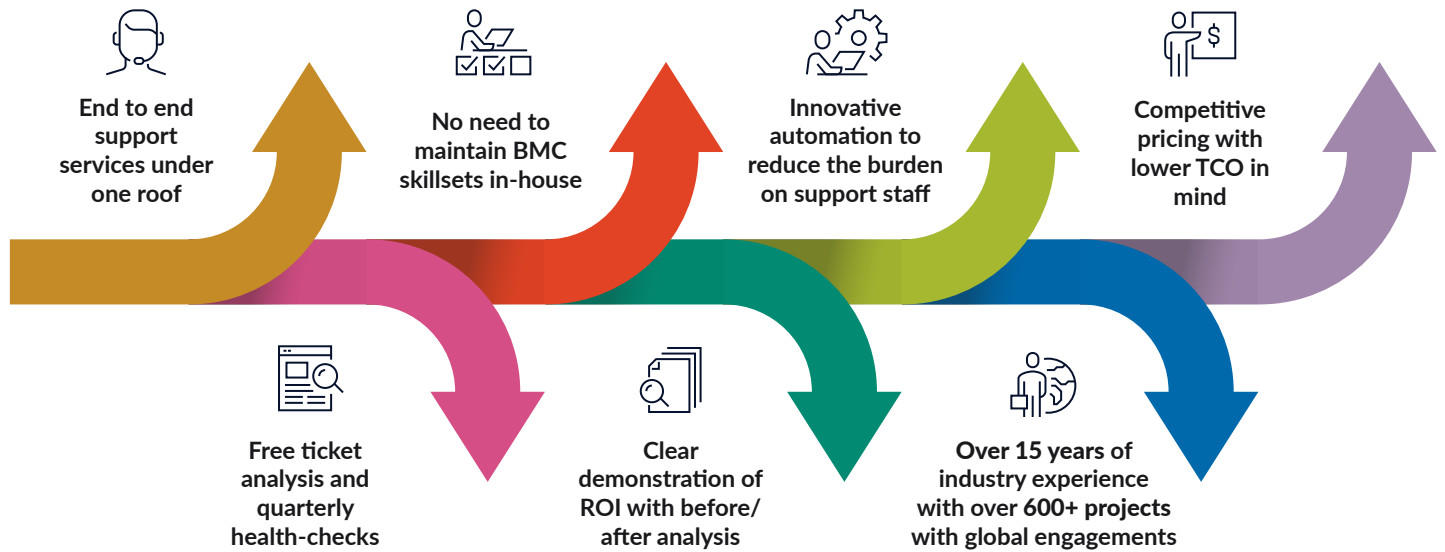 End to end
support
services under
one roof
No need to
maintain BMC
skillsets in-house
Innovative
automation to
reduce the burden
on support staff
$
Competitive
pricing with
lower TCO in
mind
Free ticket
analysis and
quarterly
health-checks
Clear
demonstration of
ROI with before/
after analysis
Over 15 years of
industry experience
with over 600+ projects
with global engagements